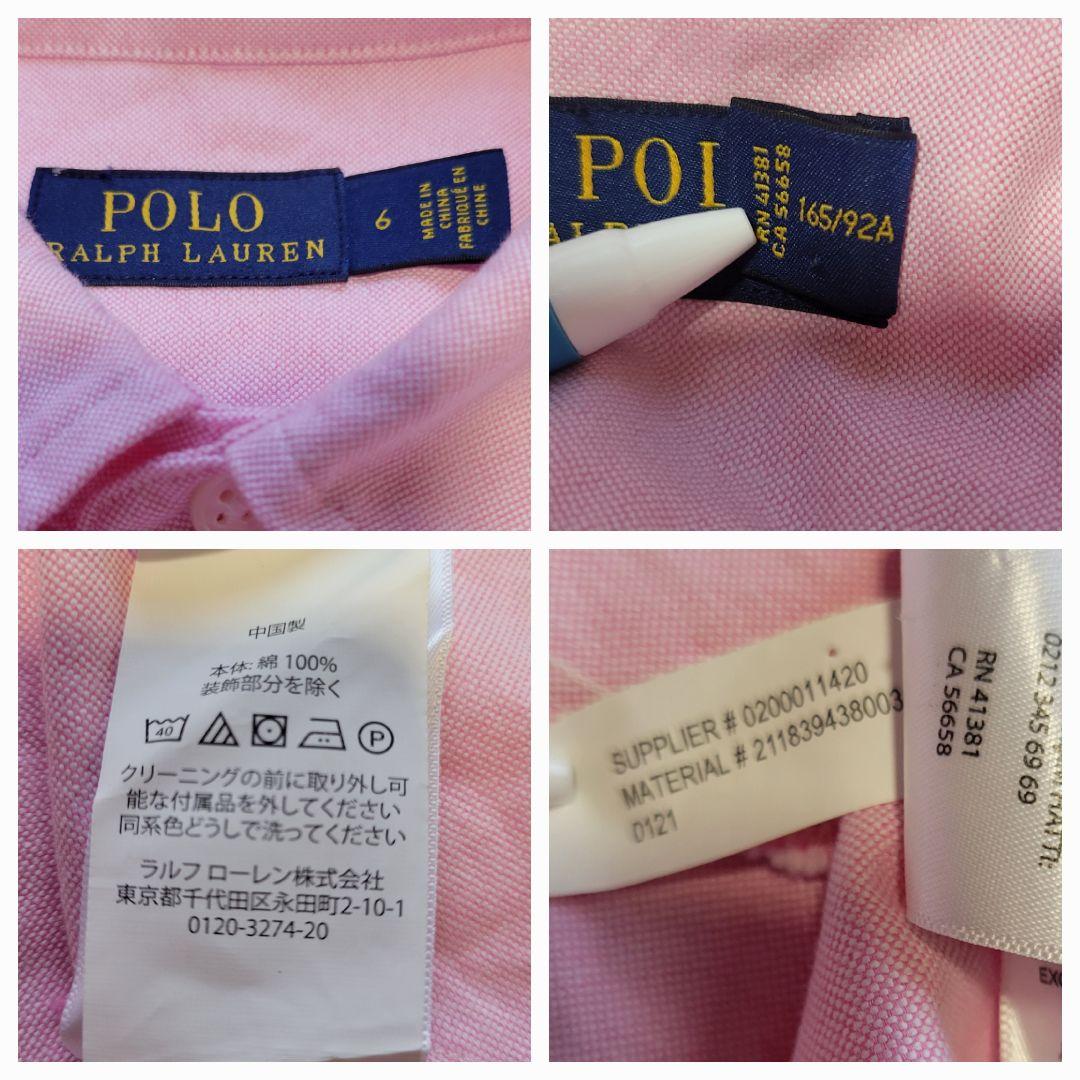 POLO
RALPH LAUREN
6
MADE IN
CHINA
FABRIQUÉ EN
CHINE
POI
RN 41381
CA 56658
165/92A
中国製
本体: 綿 100%
装飾部分を除く
40
P
クリーニングの前に取り外し可
能な付属品を外してください
同系色どうしで洗ってください
ラルフ ローレン株式会社
東京都千代田区永田町2-10-1
0120-3274-20
SUPPLIER # 0200011420
MATERIAL # 211839438003
0121
0212 345 69 69
RN 41381
CA 56658